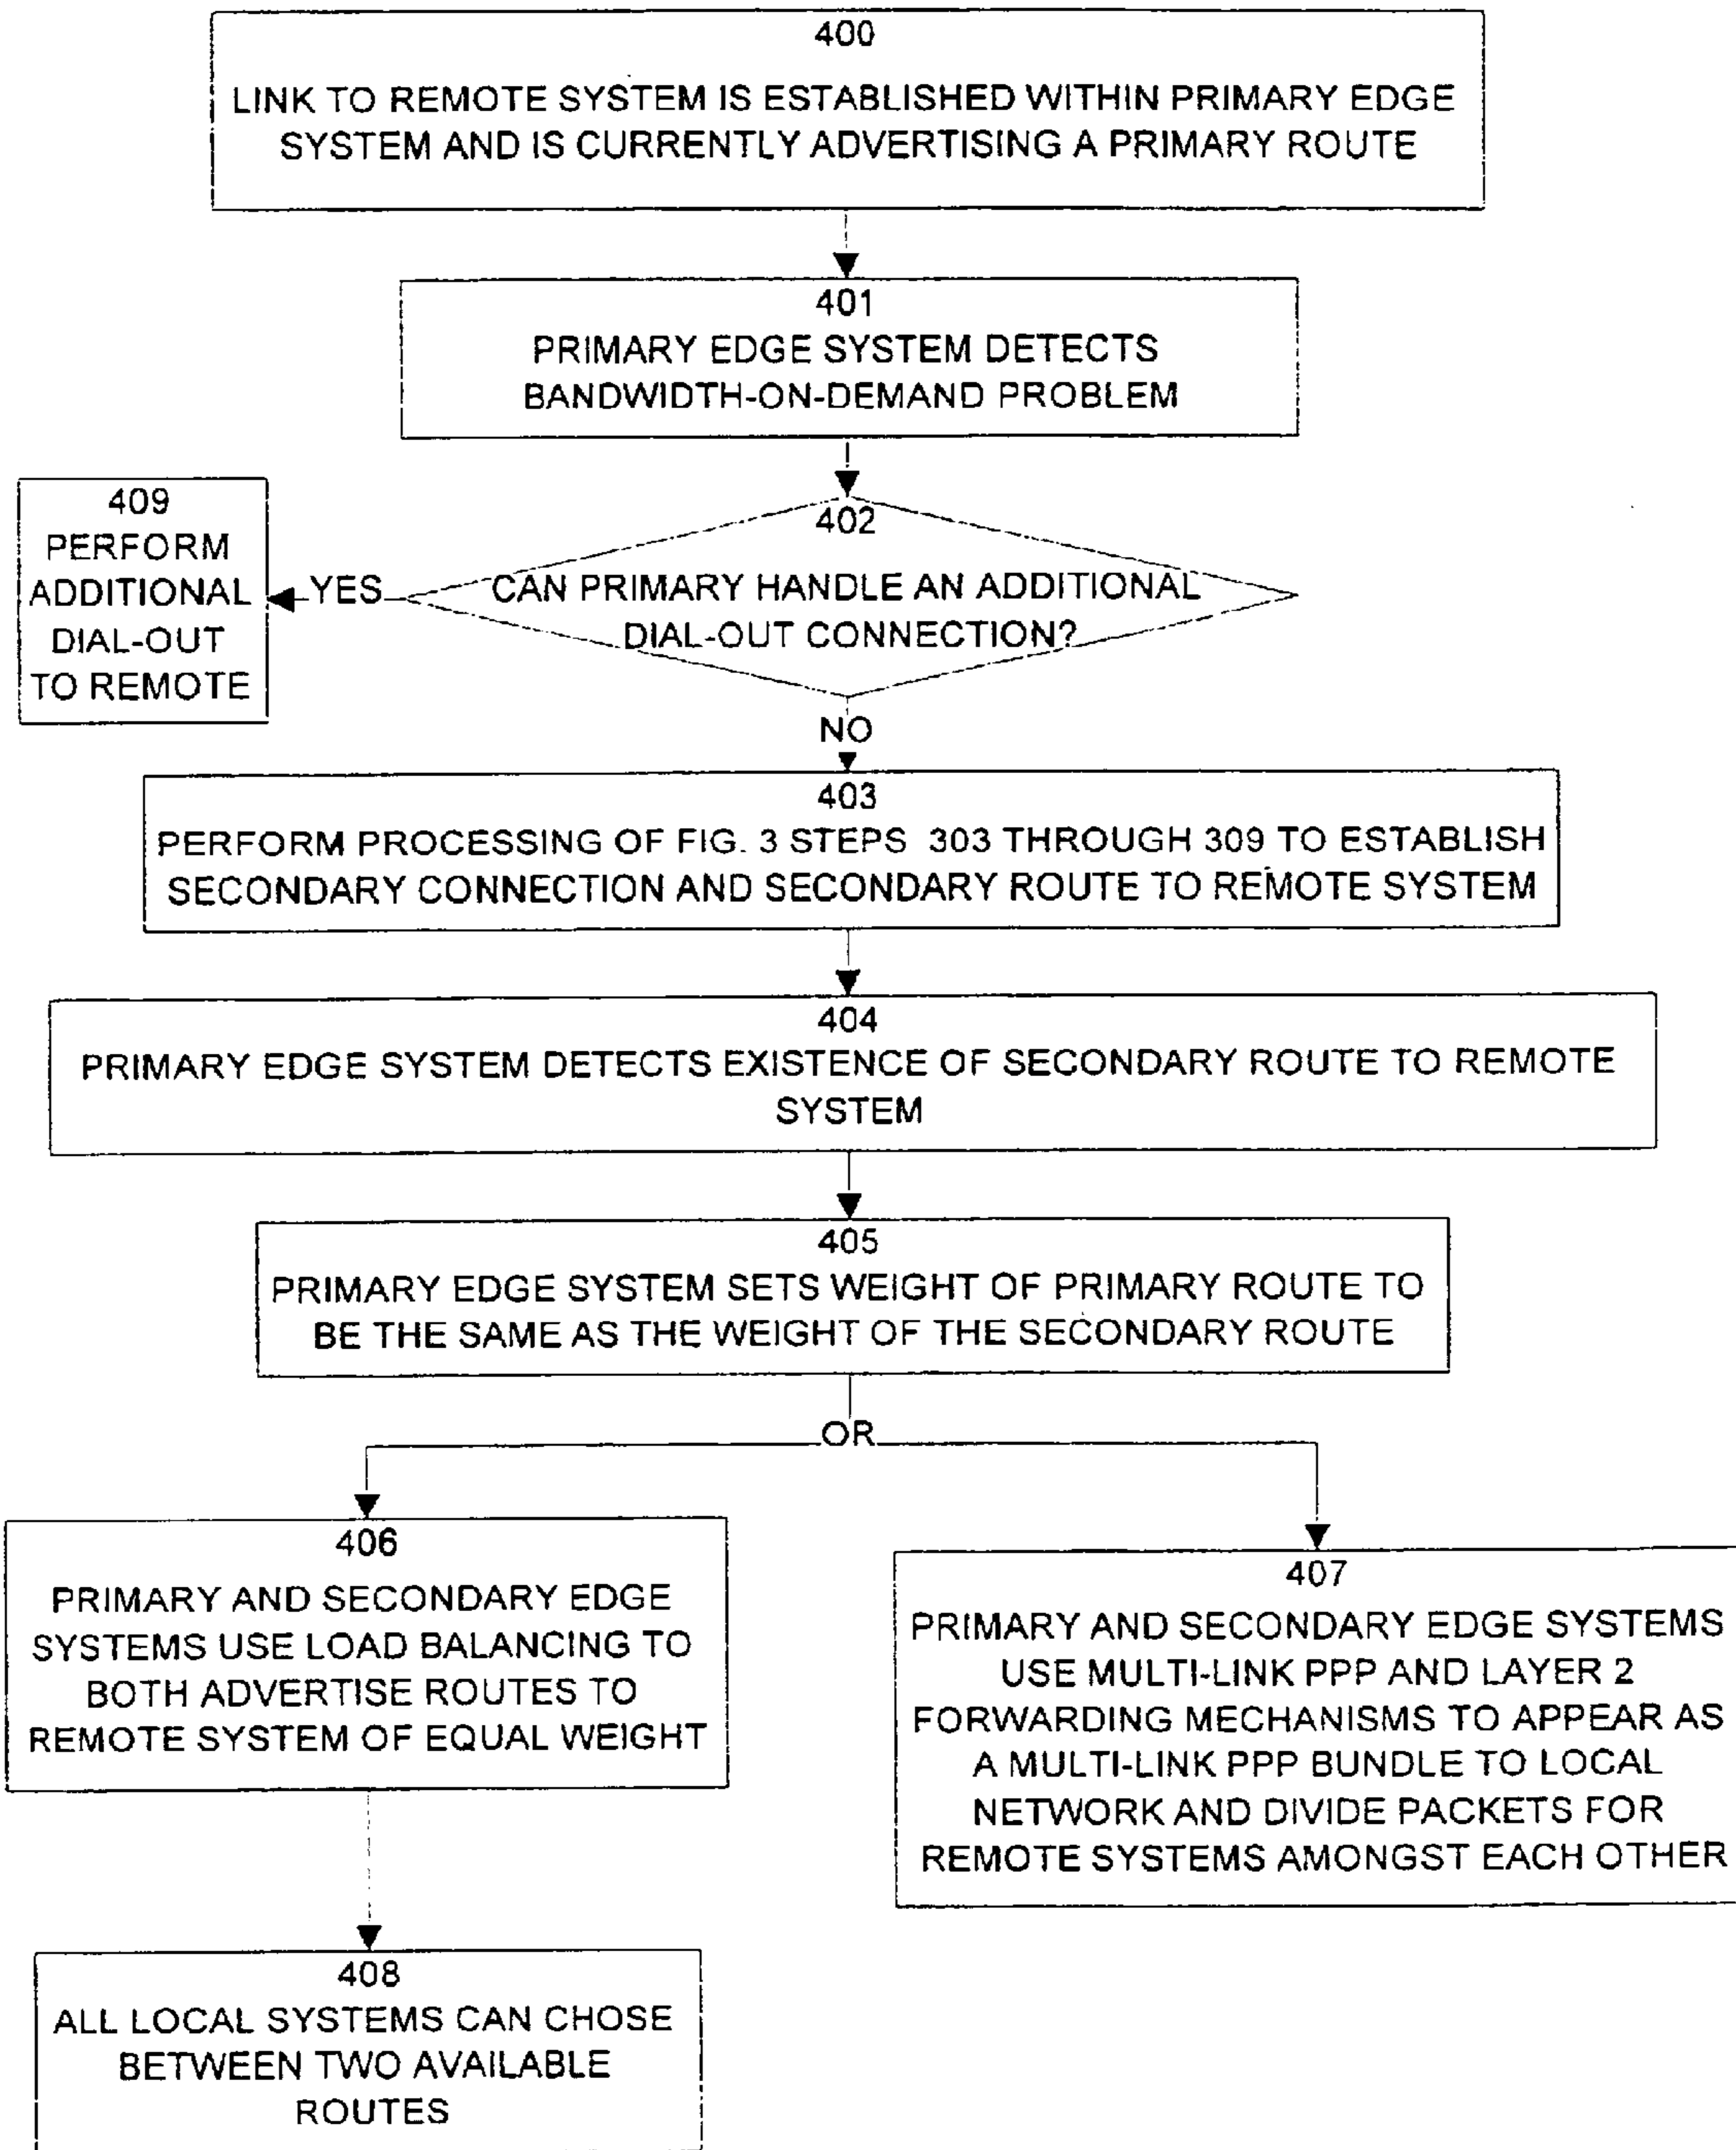 400
LINK TO REMOTE SYSTEM IS ESTABLISHED WITHIN PRIMARY EDGE
SYSTEM AND IS CURRENTLY ADVERTISING A PRIMARY ROUTE
401
PRIMARY EDGE SYSTEM DETECTS
BANDWIDTH-ON-DEMAND PROBLEM
402
CAN PRIMARY HANDLE AN ADDITIONAL
DIAL-OUT CONNECTION?
YES
409
PERFORM
ADDITIONAL
DIAL-OUT
TO REMOTE
NO
403
PERFORM PROCESSING OF FIG. 3 STEPS 303 THROUGH 309 TO ESTABLISH
SECONDARY CONNECTION AND SECONDARY ROUTE TO REMOTE SYSTEM
404
PRIMARY EDGE SYSTEM DETECTS EXISTENCE OF SECONDARY ROUTE TO REMOTE
SYSTEM
405
PRIMARY EDGE SYSTEM SETS WEIGHT OF PRIMARY ROUTE TO
BE THE SAME AS THE WEIGHT OF THE SECONDARY ROUTE
OR
406
PRIMARY AND SECONDARY EDGE
SYSTEMS USE LOAD BALANCING TO
BOTH ADVERTISE ROUTES TO
REMOTE SYSTEM OF EQUAL WEIGHT
407
PRIMARY AND SECONDARY EDGE SYSTEMS
USE MULTI-LINK PPP AND LAYER 2
FORWARDING MECHANISMS TO APPEAR AS
A MULTI-LINK PPP BUNDLE TO LOCAL
NETWORK AND DIVIDE PACKETS FOR
REMOTE SYSTEMS AMONGST EACH OTHER
408
ALL LOCAL SYSTEMS CAN CHOSE
BETWEEN TWO AVAILABLE
ROUTES